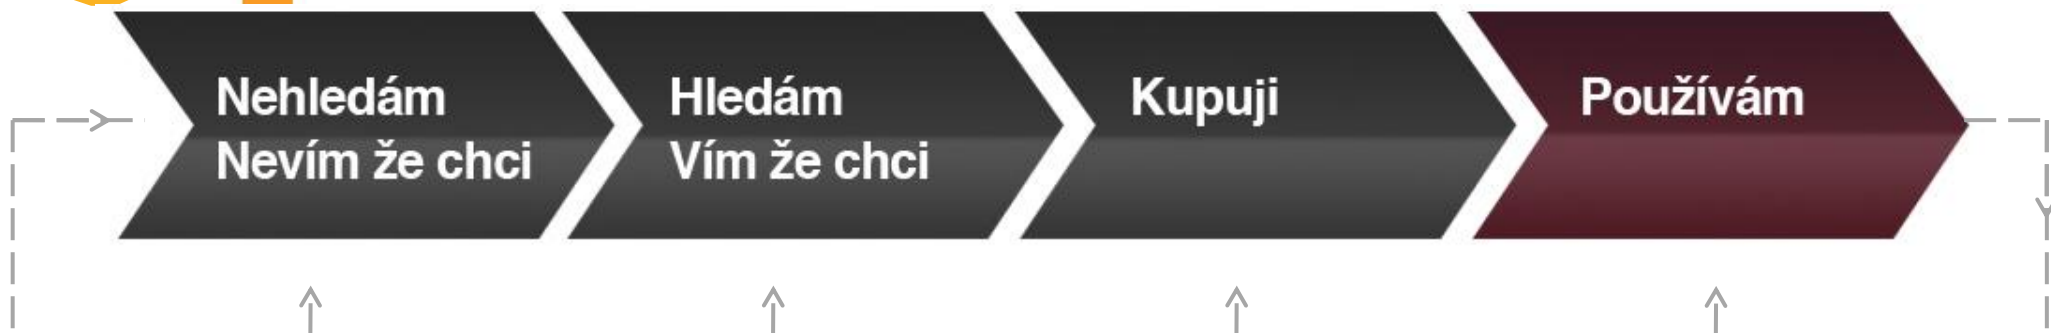 Nehledám
Nevím že chci
Hledám
Vím že chci
Kupuji
Používám